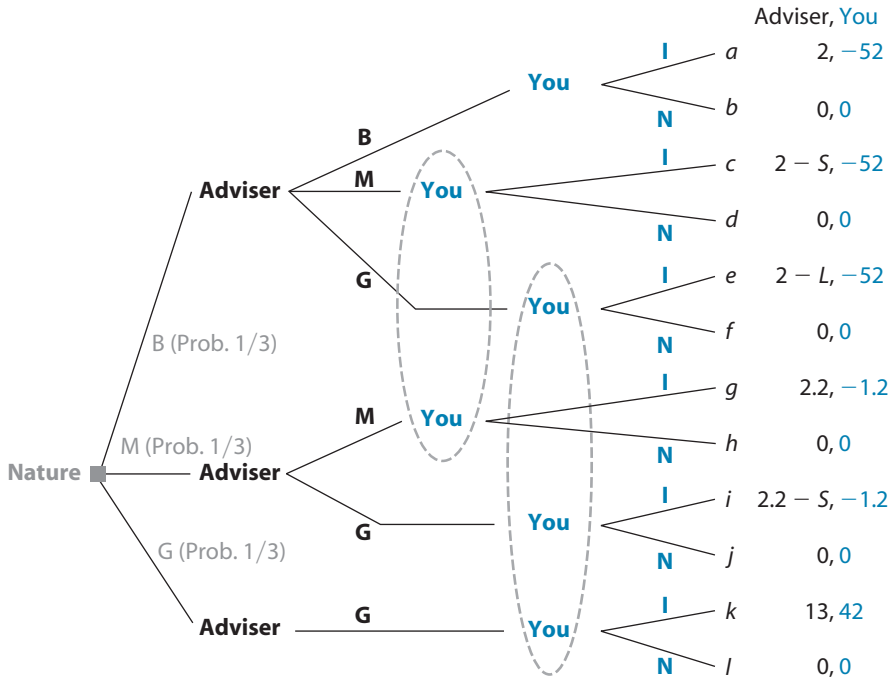 Adviser, You
I a 2, −52
You
b 0, 0
N
B
I
c 2 − S, −52
Adviser M You
d 0, 0
N
I
e 2 − L, −52
G
You
f 0, 0
B (Prob. 1/3)
N
I
g 2.2, −1.2
M You
M (Prob. 1/3)
h 0, 0
N
Nature Adviser
I
i 2.2 − S, −1.2
G You
G (Prob. 1/3)
j 0, 0
N
I
k 13, 42
G
Adviser You
N l 0, 0